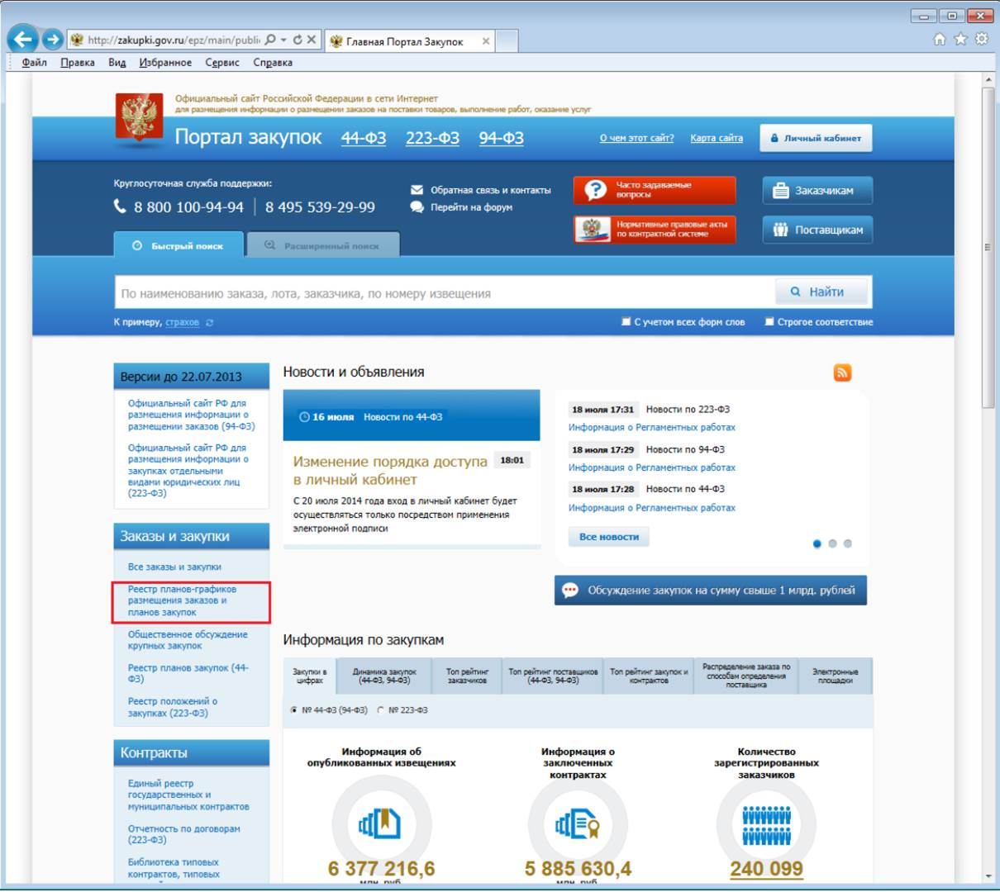 http://zakupki.gov.ru/epz/main/public
Главная Портал Закупок
Файл Правка Вид Избранное Сервис Справка
Официальный сайт Российской Федерации в сети Интернет
для размещения информации о размещении заказов на поставки товаров, выполнение работ, оказание услуг
Портал закупок 44-ФЗ 223-ФЗ 94-ФЗ
О чем этот сайт? Карта сайта Личный кабинет
Круглосуточная служба поддержки:
8 800 100-94-94 8 495 539-29-99
Обратная связь и контакты
Перейти на форум
Часто задаваемые
вопросы
Нормативные правовые акты
по контрактной системе
Заказчикам
Поставщикам
Быстрый поиск Расширенный поиск
По наименованию заказа, лота, заказчика, по номеру извещения
Найти
К примеру, страхов
С учетом всех форм слов Строгое соответствие
Версии до 22.07.2013
Официальный сайт РФ для
размещения информации о
размещении заказов (94-ФЗ)
Официальный сайт РФ для
размещения информации о
закупках отдельными
видами юридических лиц
(223-ФЗ)
Заказы и закупки
Все заказы и закупки
Реестр планов-графиков
размещения заказов и
планов закупок
Общественное обсуждение
крупных закупок
Реестр планов закупок (44-
ФЗ)
Реестр положений о
закупках (223-ФЗ)
Контракты
Единый реестр
государственных и
муниципальных контрактов
Отчетность по договорам
(223-ФЗ)
Библиотека типовых
контрактов, типовых
Новости и объявления
16 июля Новости по 44-ФЗ
Изменение порядка доступа 18:01
в личный кабинет
С 20 июля 2014 года вход в личный кабинет будет
осуществляться только посредством применения
электронной подписи
18 июля 17:31 Новости по 223-ФЗ
Информация о Регламентных работах
18 июля 17:29 Новости по 94-ФЗ
Информация о Регламентных работах
18 июля 17:28 Новости по 44-ФЗ
Информация о Регламентных работах
Все новости
Обсуждение закупок на сумму свыше 1 млрд. рублей
Информация по закупкам
Закупки в
цифрах
Динамика закупок
(44-ФЗ, 94-ФЗ)
Топ рейтинг
заказчиков
Топ рейтинг поставщиков
(44-ФЗ, 94-ФЗ)
Топ рейтинг закупок и
контрактов
Распределение заказа по
способам определения
поставщика
Электронные
площадки
№ 44-ФЗ (94-ФЗ) № 223-ФЗ
Информация об
опубликованных извещениях
6 377 216,6
млн. руб
Информация о
заключенных
контрактах
5 885 630,4
млн. руб
Количество
зарегистрированных
заказчиков
240 099